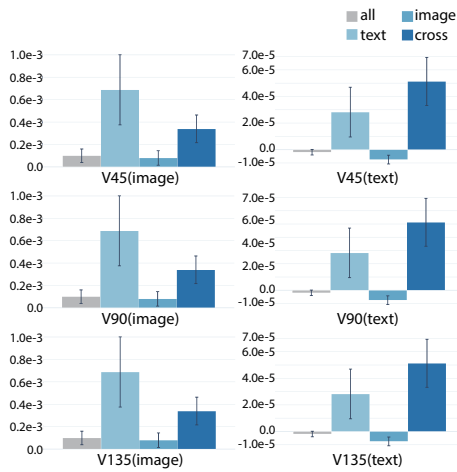 all image
text cross
1.0e-3
0.8e-3
0.6e-3
0.4e-3
0.2e-3
0.0
V45(image)
7.0e-5
6.0e-5
4.0e-5
2.0e-5
0.0
-1.0e-5
V45(text)
1.0e-3
0.8e-3
0.6e-3
0.4e-3
0.2e-3
0.0
V90(image)
7.0e-5
6.0e-5
4.0e-5
2.0e-5
0.0
-1.0e-5
V90(text)
1.0e-3
0.8e-3
0.6e-3
0.4e-3
0.2e-3
0.0
V135(image)
7.0e-5
6.0e-5
4.0e-5
2.0e-5
0.0
-1.0e-5
V135(text)